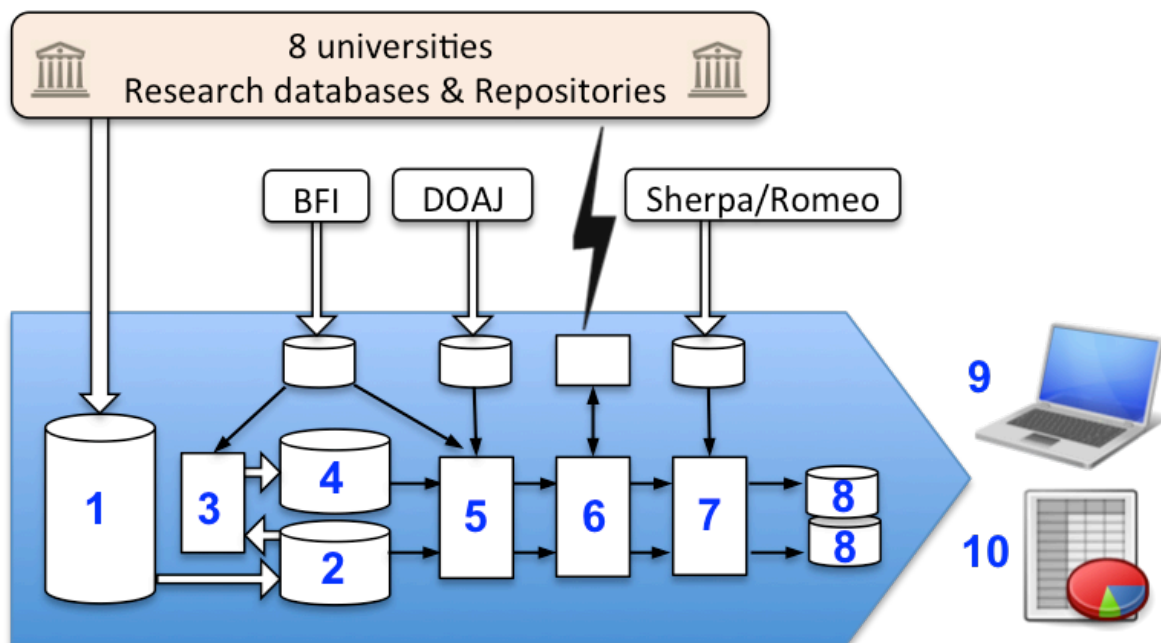 8 universities
Research databases & Repositories
BFI
DOAJ
Sherpa/Romeo
9
4
1
3
5
6
7
8
2
8
10